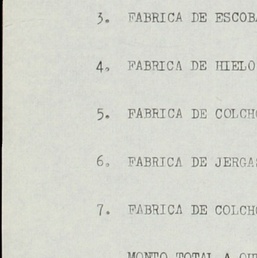 3. FABRICA DE ESCOBA
4. FABRICA DE HIELO
5. FABRICA DE COLCHO
6. FABRICA DE JERGA
7. FABRICA DE COLCHO
MONTO TOTAL A QUE